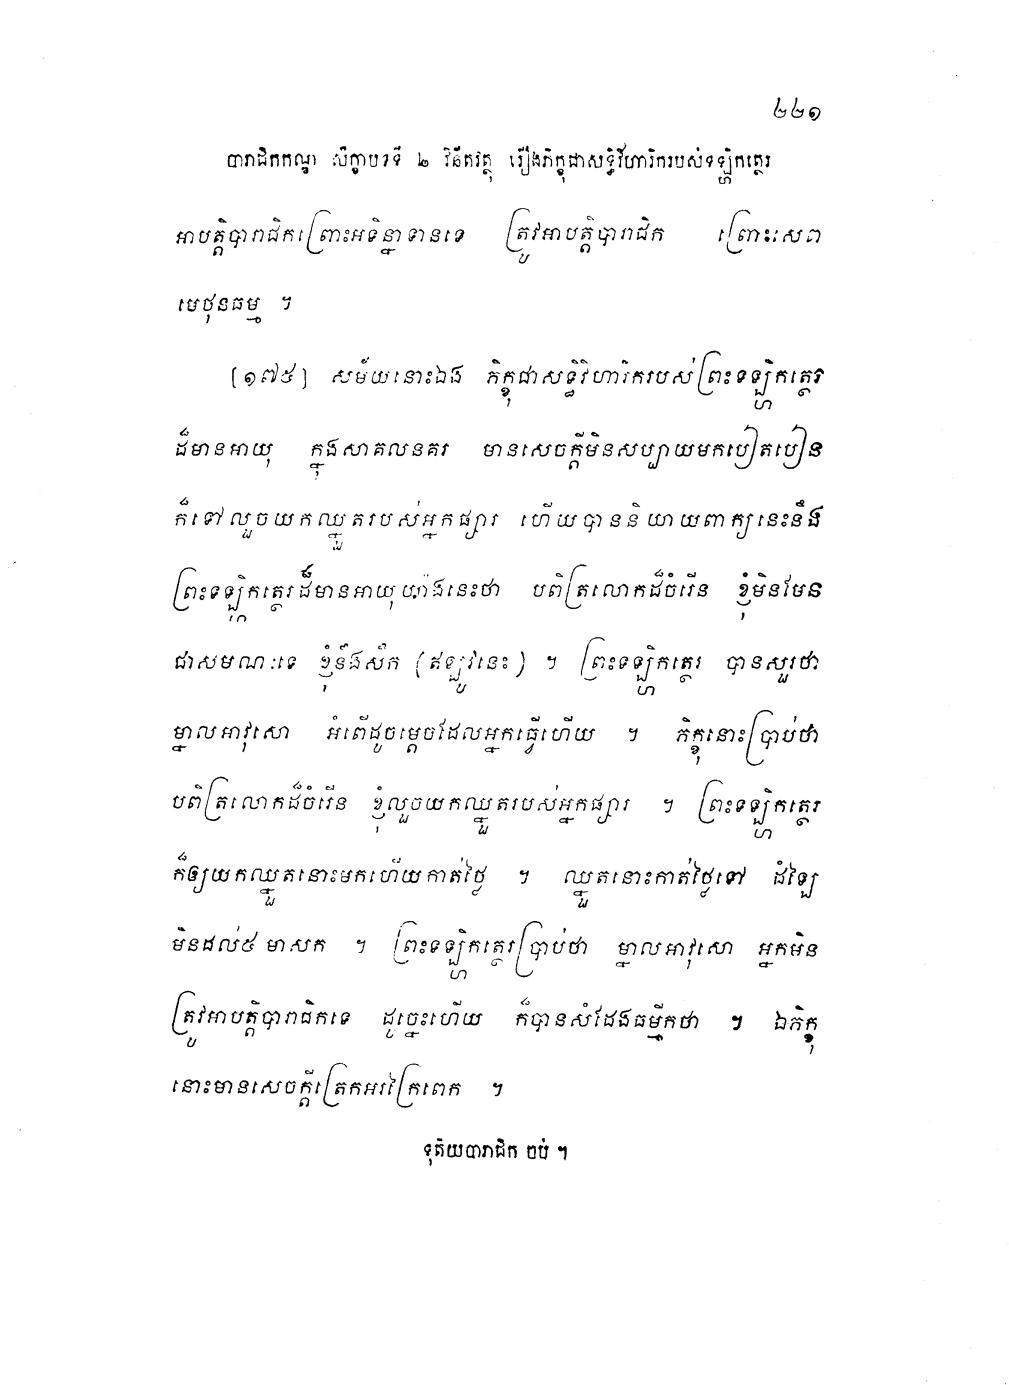 ២២១
បារាជិកកណ្ឌ សិក្ខាបទទី ២ វិនីតវត្ថុ រឿងភិក្ខុជាសទ្ធិវិហារិករបស់ទឡ្ហិកត្ថេរ
អាបត្តិបារាជិកព្រោះអទិន្នាទានទេ ត្រូវអាបត្តិបារាជិក ព្រោះសេព
មេថុនធម្ម ។
[១៧៥] សម័យនោះឯង ភិក្ខុជាសទ្ធិវិហារិករបស់ព្រះទឡ្ហិកត្ថេរ
ដ៏មានអាយុ ក្នុងសាគលនគរ មានសេចក្តីមិនសប្បាយមកបៀតបៀន
ក៏ទៅលួចយកឈ្នួតរបស់អ្នកផ្សារ ហើយបាននិយាយពាក្យនេះនឹង
ព្រះទឡ្ហិកត្ថេរដ៏មានអាយុយ៉ាងនេះថា បពិត្រលោកដ៏ចំរើន ខ្ញុំមិនមែន
ជាសមណៈទេ ខ្ញុំនឹងសឹក (ឥឡូវនេះ) ។ ព្រះទឡ្ហិកត្ថេរ បានសួរថា
ម្នាលអាវុសោ អំពើដូចម្តេចដែលអ្នកធ្វើហើយ ។ ភិក្ខុនោះប្រាប់ថា
បពិត្រលោកដ៏ចំរើន ខ្ញុំលួចយកឈ្នួតរបស់អ្នកផ្សារ ។ ព្រះទឡ្ហិកត្ថេរ
ក៏ឲ្យយកឈ្នួតនោះមកហើយកាត់ថ្លៃ ។ ឈ្នួតនោះកាត់ថ្លៃទៅ ដំឡៃ
មិនដល់៥ មាសក ។ ព្រះទឡ្ហិកត្ថេរប្រាប់ថា ម្នាលអាវុសោ អ្នកមិន
ត្រូវអាបត្តិបារាជិកទេ ដូច្នេះហើយ ក៏បានសំដែងធម្មីកថា ។ ឯភិក្ខុ
នោះមានសេចក្តីត្រេកអរក្រៃពេក ។
ទុតិយបារាជិក ចប់ ។